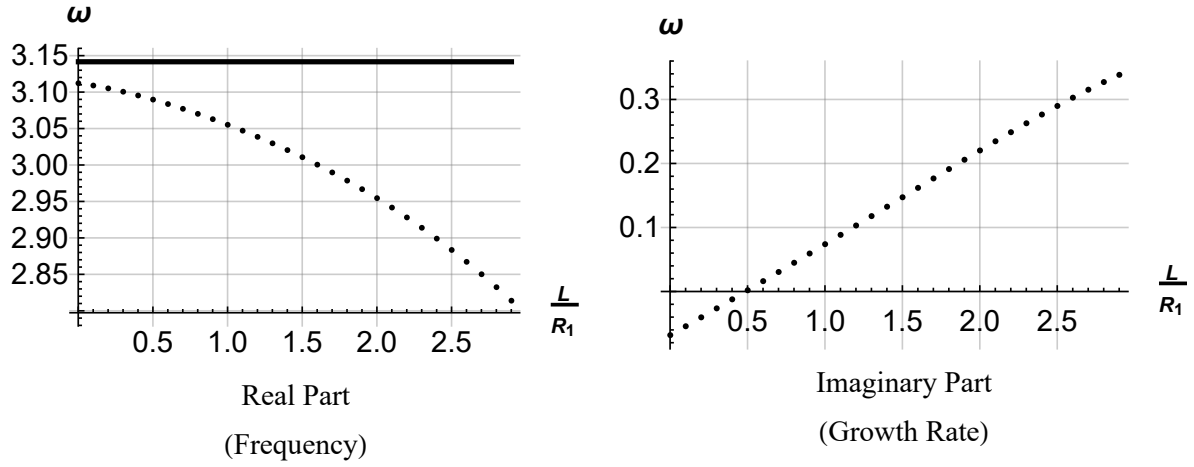 ω
3.15
3.10
3.05
3.00
2.95
2.90
2.85
0.5 1.0 1.5 2.0 2.5
L
R₁
Real Part
(Frequency)
ω
0.3
0.2
0.1
0.5 1.0 1.5 2.0 2.5
L
R₁
Imaginary Part
(Growth Rate)